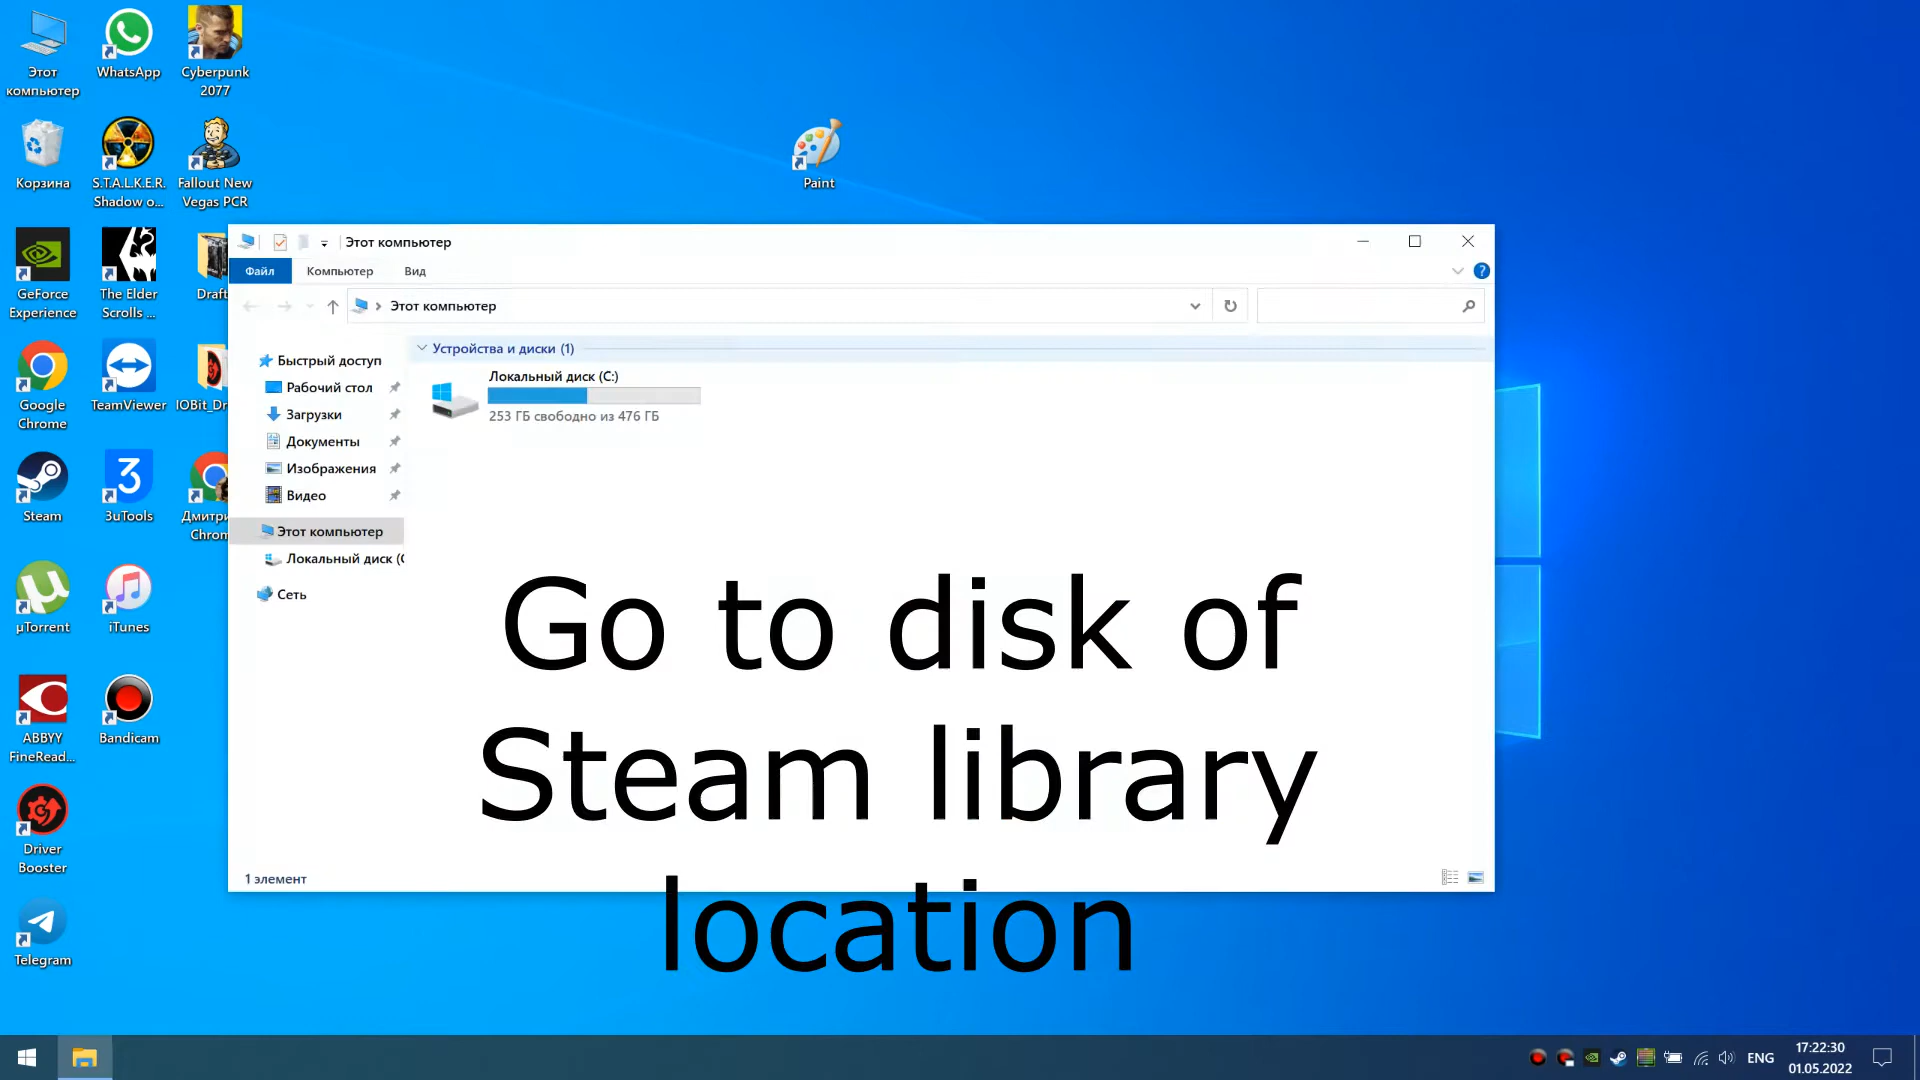 Этот
компьютер
WhatsApp
Cyberpunk
2077
Корзина
S.T.A.L.K.E.R.
Shadow o...
Fallout New
Vegas PCR
Paint
GeForce
Experience
The Elder
Scrolls ...
Draft
Google
Chrome
TeamViewer
IOBit_Dr
Steam
3uTools
Дмитри
Chrom
µTorrent
iTunes
ABBYY
FineRead...
Bandicam
Driver
Booster
Telegram
Этот компьютер
Файл
Компьютер
Вид
Этот компьютер
Быстрый доступ
Рабочий стол
Загрузки
Документы
Изображения
Видео
Этот компьютер
Локальный диск (C
Сеть
Устройства и диски (1)
Локальный диск (C:)
253 ГБ свободно из 476 ГБ
1 элемент
Go to disk of
Steam library
location
ENG
17:22:30
01.05.2022